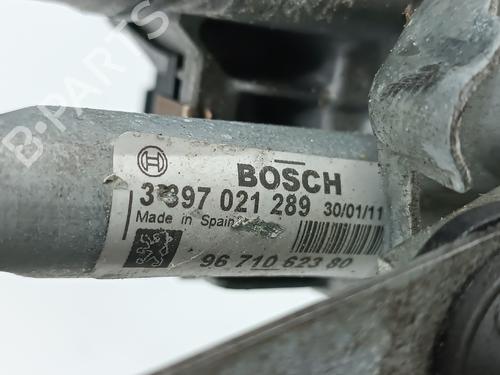 B-PARTS
BOSCH
3 397 021 289 30/01/11
Made in Spain
96 710 623 80